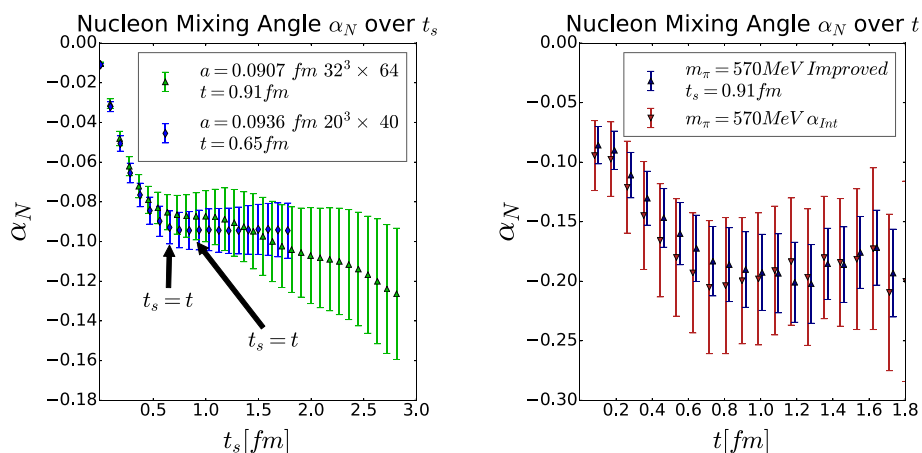 Nucleon Mixing Angle α_N over t_s
a = 0.0907 fm 32³ × 64
t = 0.91fm
a = 0.0936 fm 20³ × 40
t = 0.65fm
0.00
−0.02
−0.04
−0.06
−0.08
−0.10
−0.12
−0.14
−0.16
−0.18
α_N
t_s = t
t_s = t
0.5 1.0 1.5 2.0 2.5 3.0
t_s[fm]
Nucleon Mixing Angle α_N over t
m_π = 570MeV Improved
t_s = 0.91fm
m_π = 570MeV α_Int
0.00
−0.05
−0.10
−0.15
−0.20
−0.25
−0.30
α_N
0.2 0.4 0.6 0.8 1.0 1.2 1.4 1.6 1.8
t[fm]